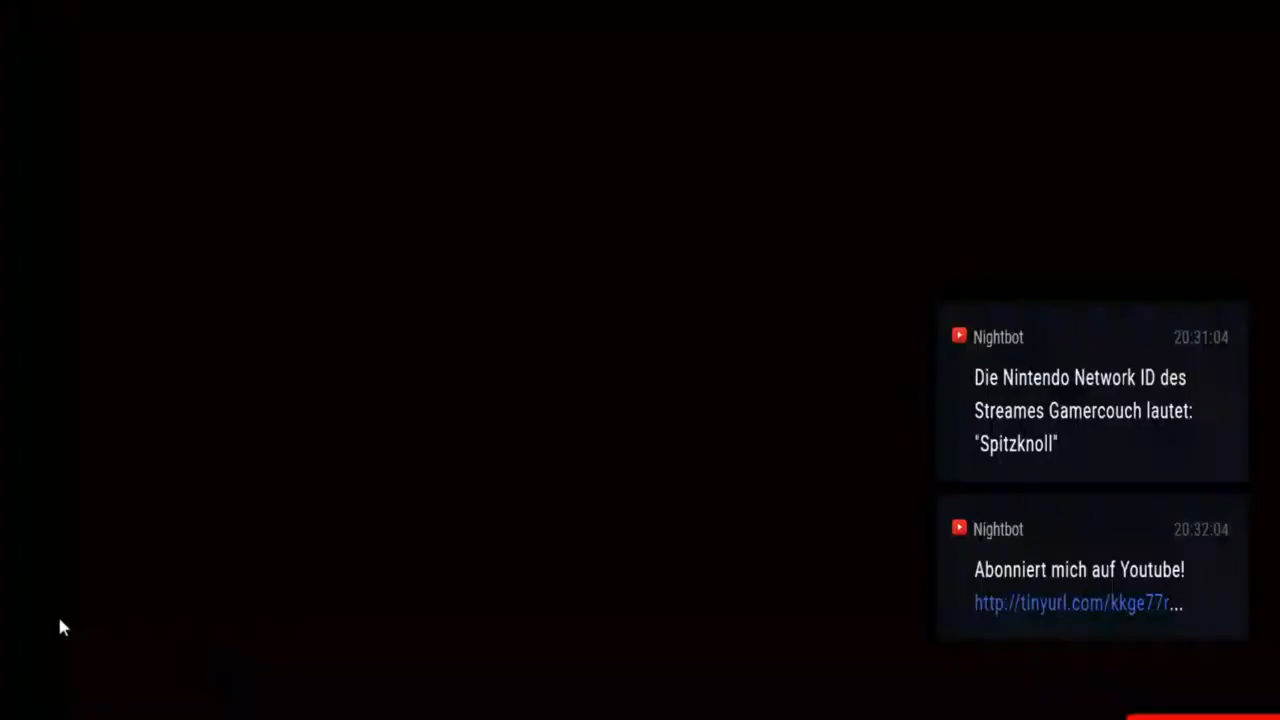 Nightbot 20:31:04
Die Nintendo Network ID des
Streames Gamercouch lautet:
"Spitzknoll"
Nightbot 20:32:04
Abonniert mich auf Youtube!
http://tinyurl.com/kkge77r...